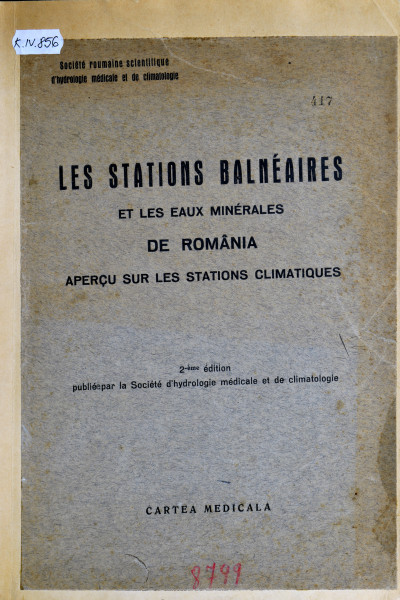 K.IV.856
Société roumaine scientifique
d'hydrologie médicale et de climatologie
417
LES STATIONS BALNÉAIRES
ET LES EAUX MINÉRALES
DE ROMÂNIA
APERÇU SUR LES STATIONS CLIMATIQUES
2-ème édition
publiée par la Société d'hydrologie médicale et de climatologie
CARTEA MEDICALA
8749